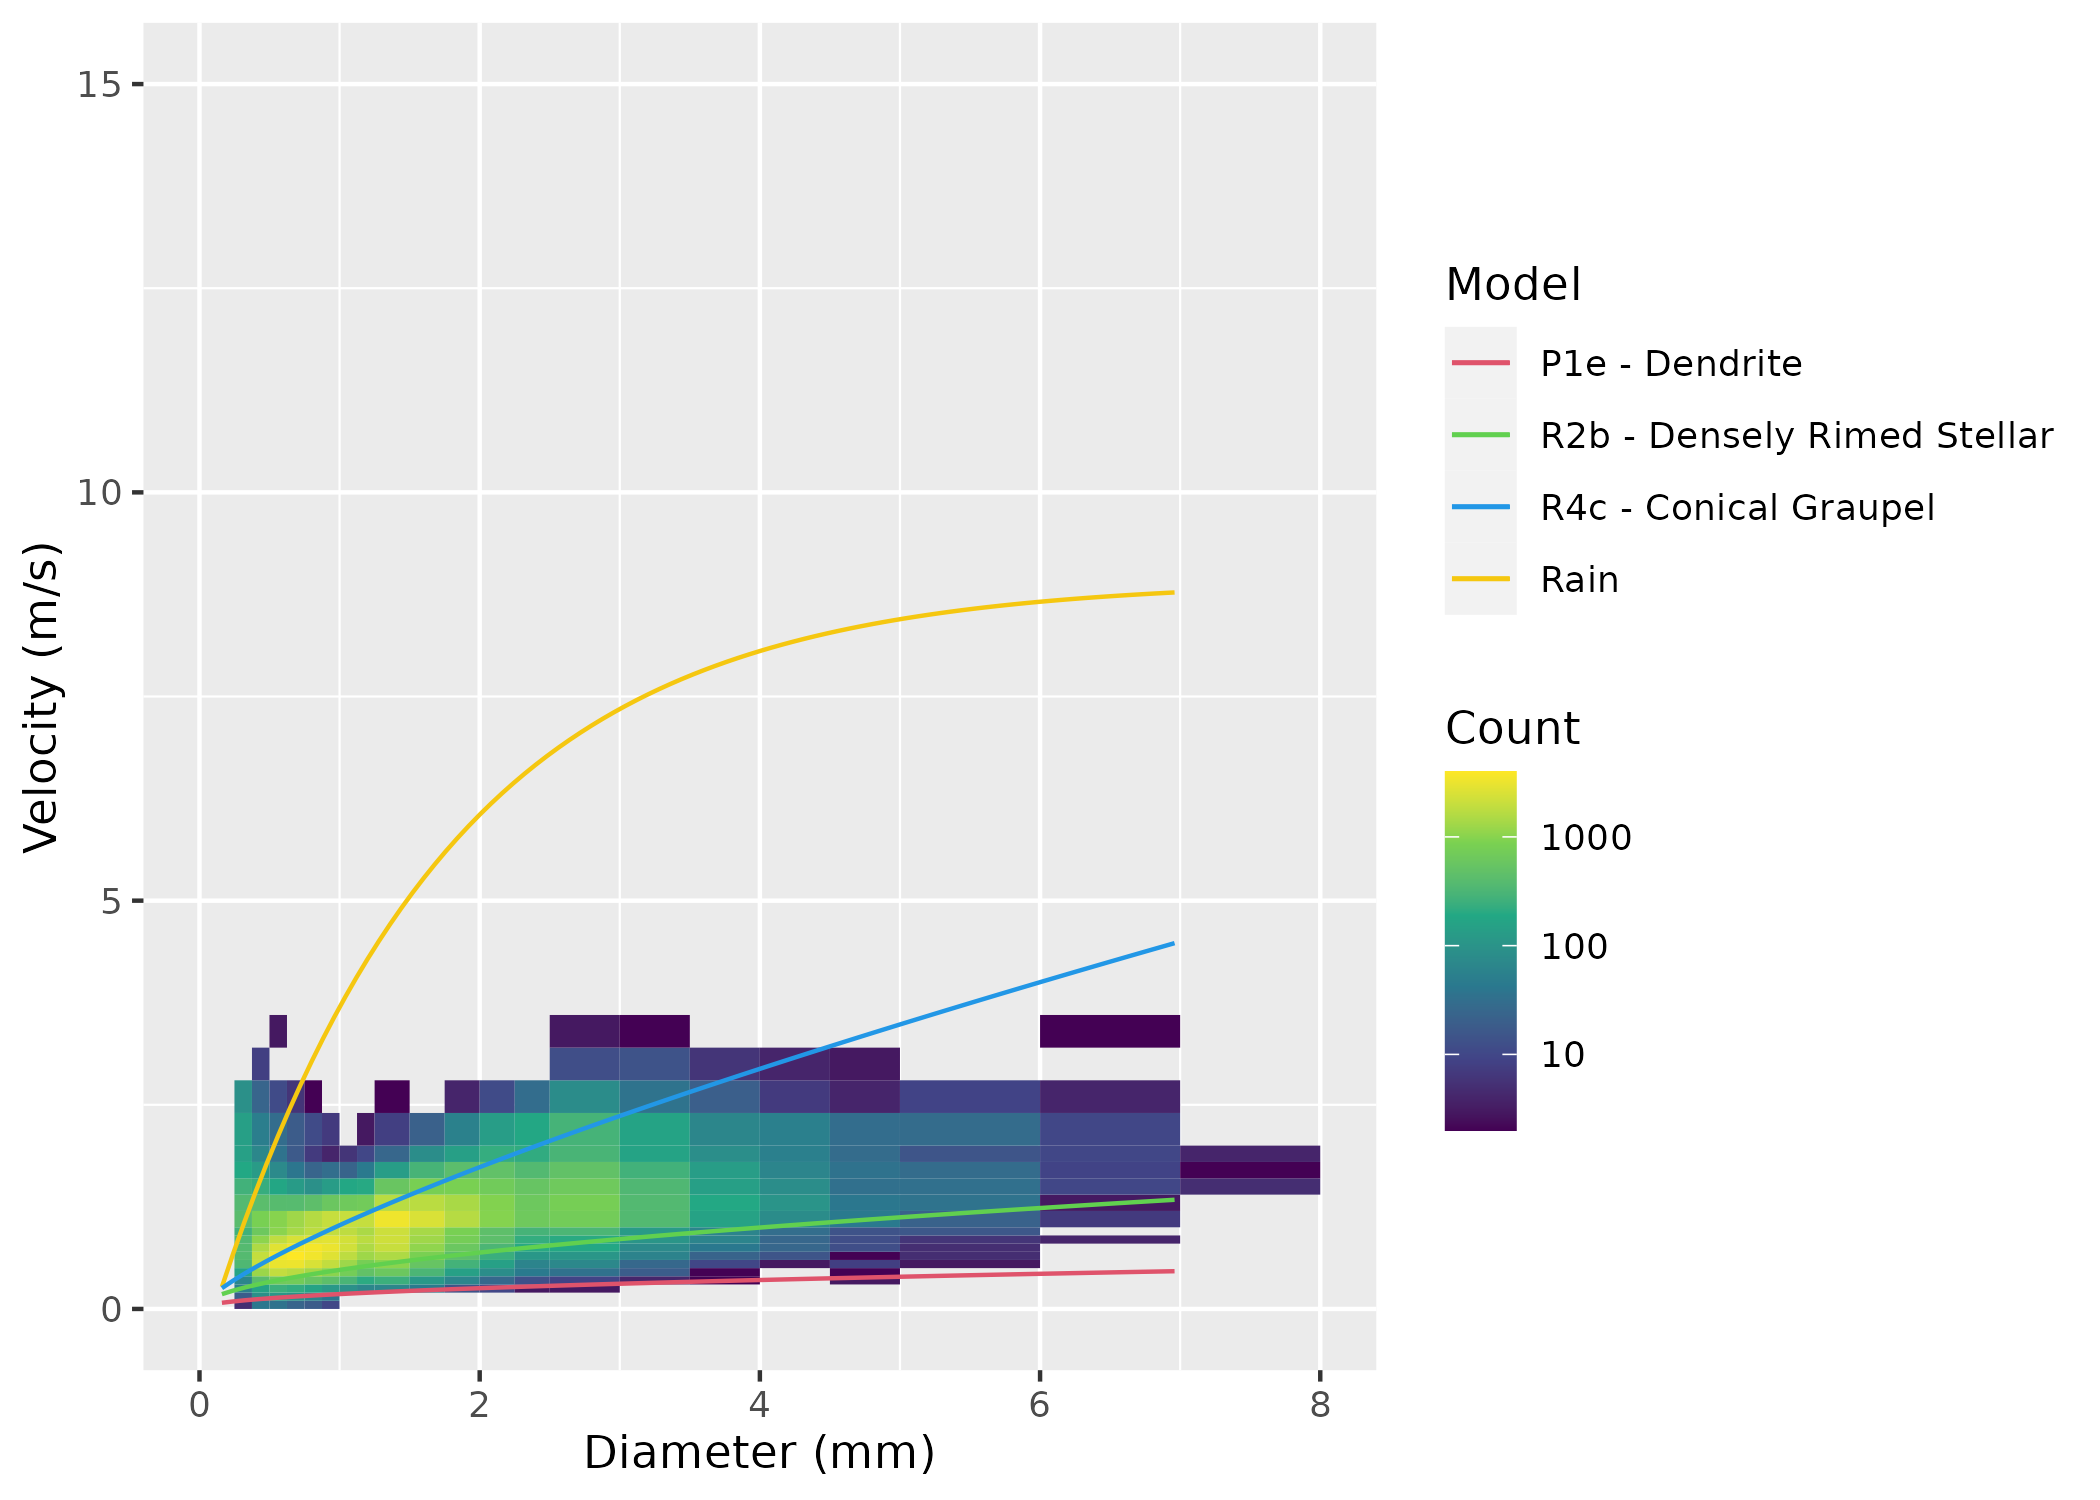 15
10
5
0
Velocity (m/s)
0 2 4 6 8
Diameter (mm)
Model
P1e - Dendrite
R2b - Densely Rimed Stellar
R4c - Conical Graupel
Rain
Count
1000
100
10